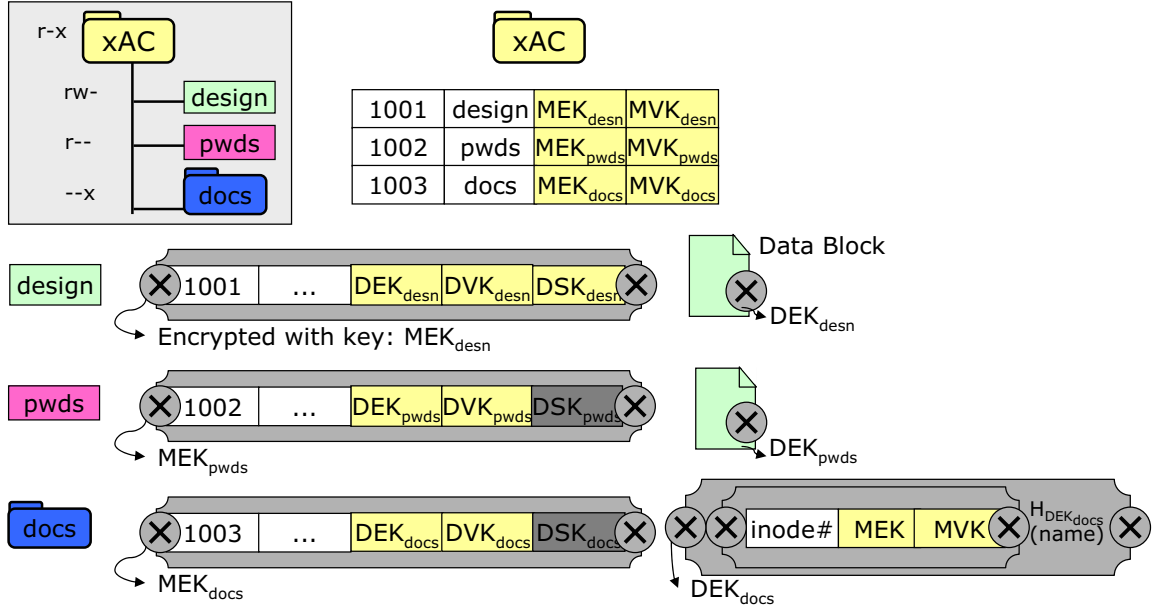 r-x xAC
rw- design
r-- pwds
--x docs
xAC
1001 design MEKdesn MVKdesn
1002 pwds MEKpwds MVKpwds
1003 docs MEKdocs MVKdocs
design 1001 ... DEKdesn DVKdesn DSKdesn
Encrypted with key: MEKdesn
Data Block
DEKdesn
pwds 1002 ... DEKpwds DVKpwds DSKpwds
MEKpwds
DEKpwds
docs 1003 ... DEKdocs DVKdocs DSKdocs
MEKdocs
inode# MEK MVK
HDEKdocs
(name)
DEKdocs